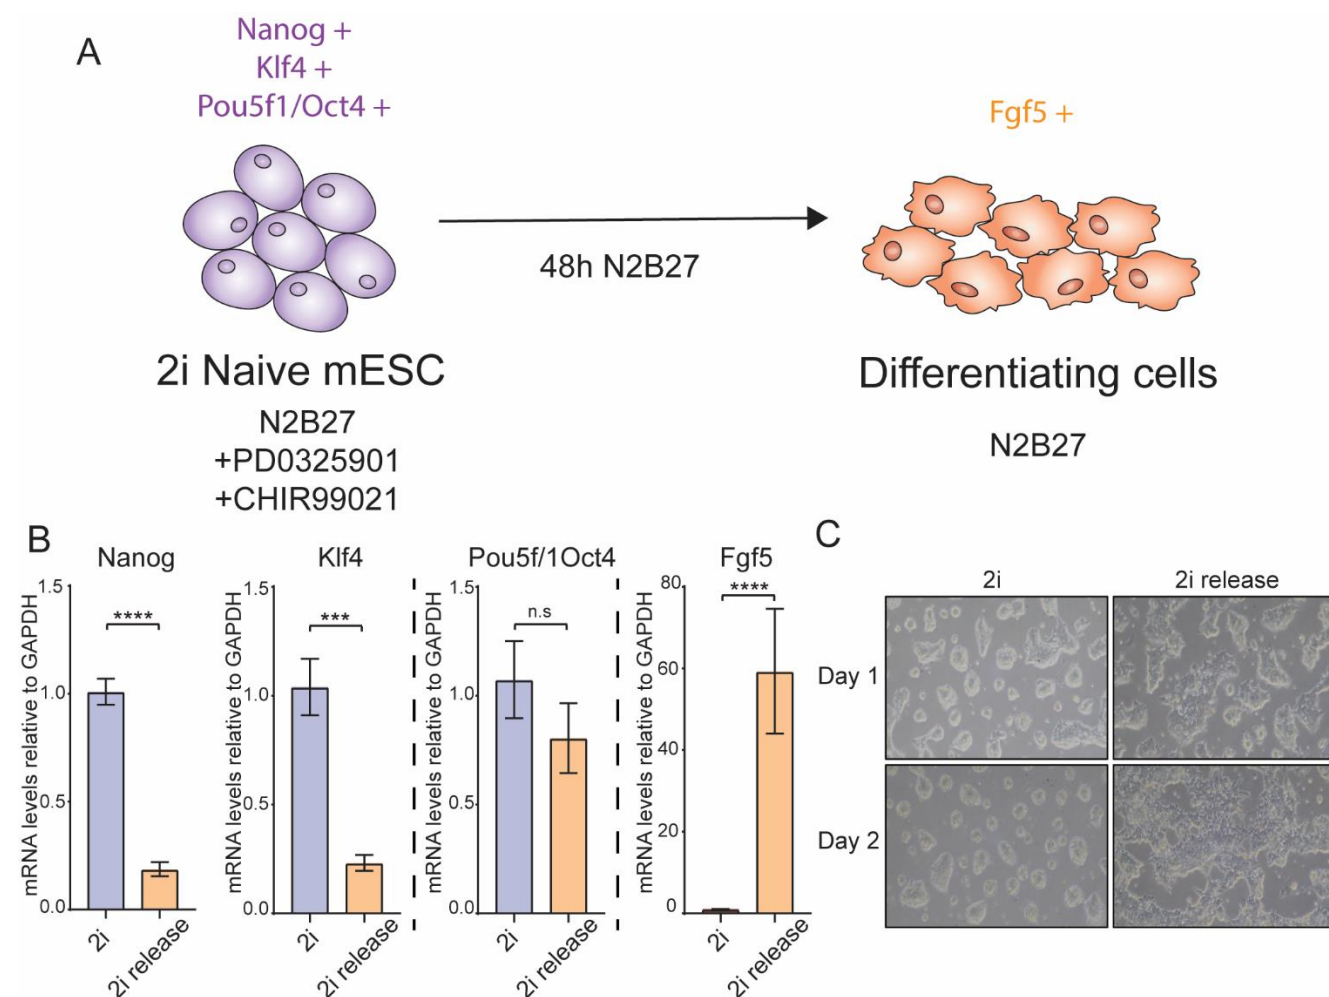 A
Nanog +
Klf4 +
Pou5f1/Oct4 +
Fgf5 +
48h N2B27
2i Naive mESC
N2B27
+PD0325901
+CHIR99021
Differentiating cells
N2B27
B
Nanog
mRNA levels relative to GAPDH
1.5
1.0
0.5
0.0
****
2i
2i release
Klf4
mRNA levels relative to GAPDH
1.5
1.0
0.5
0.0
***
2i
2i release
Pou5f/1Oct4
mRNA levels relative to GAPDH
1.5
1.0
0.5
0.0
n.s
2i
2i release
Fgf5
mRNA levels relative to GAPDH
80
60
40
20
0
****
2i
2i release
C
2i
2i release
Day 1
Day 2